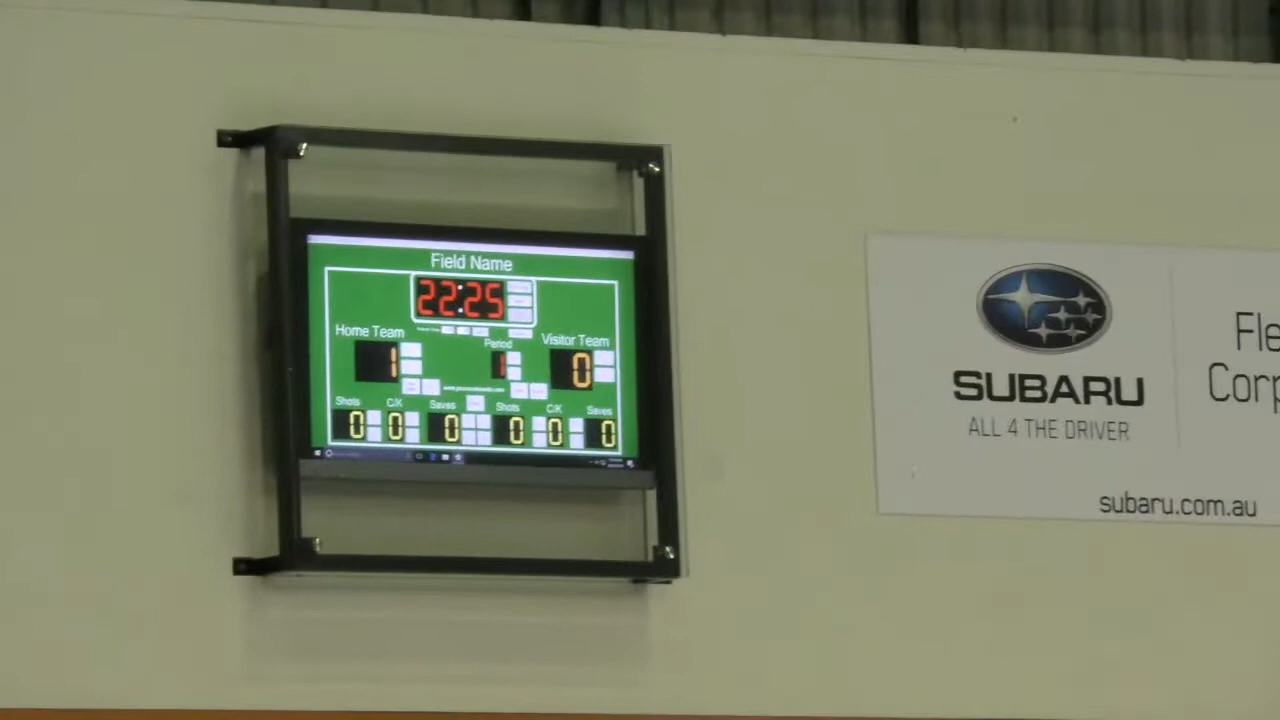 Field Name
22:25
Home Team
Period
Visitor Team
1
1
0
Shots
C/K
Saves
Shots
C/K
Saves
0
0
0
0
0
0
SUBARU
ALL 4 THE DRIVER
Fle
Corp
subaru.com.au